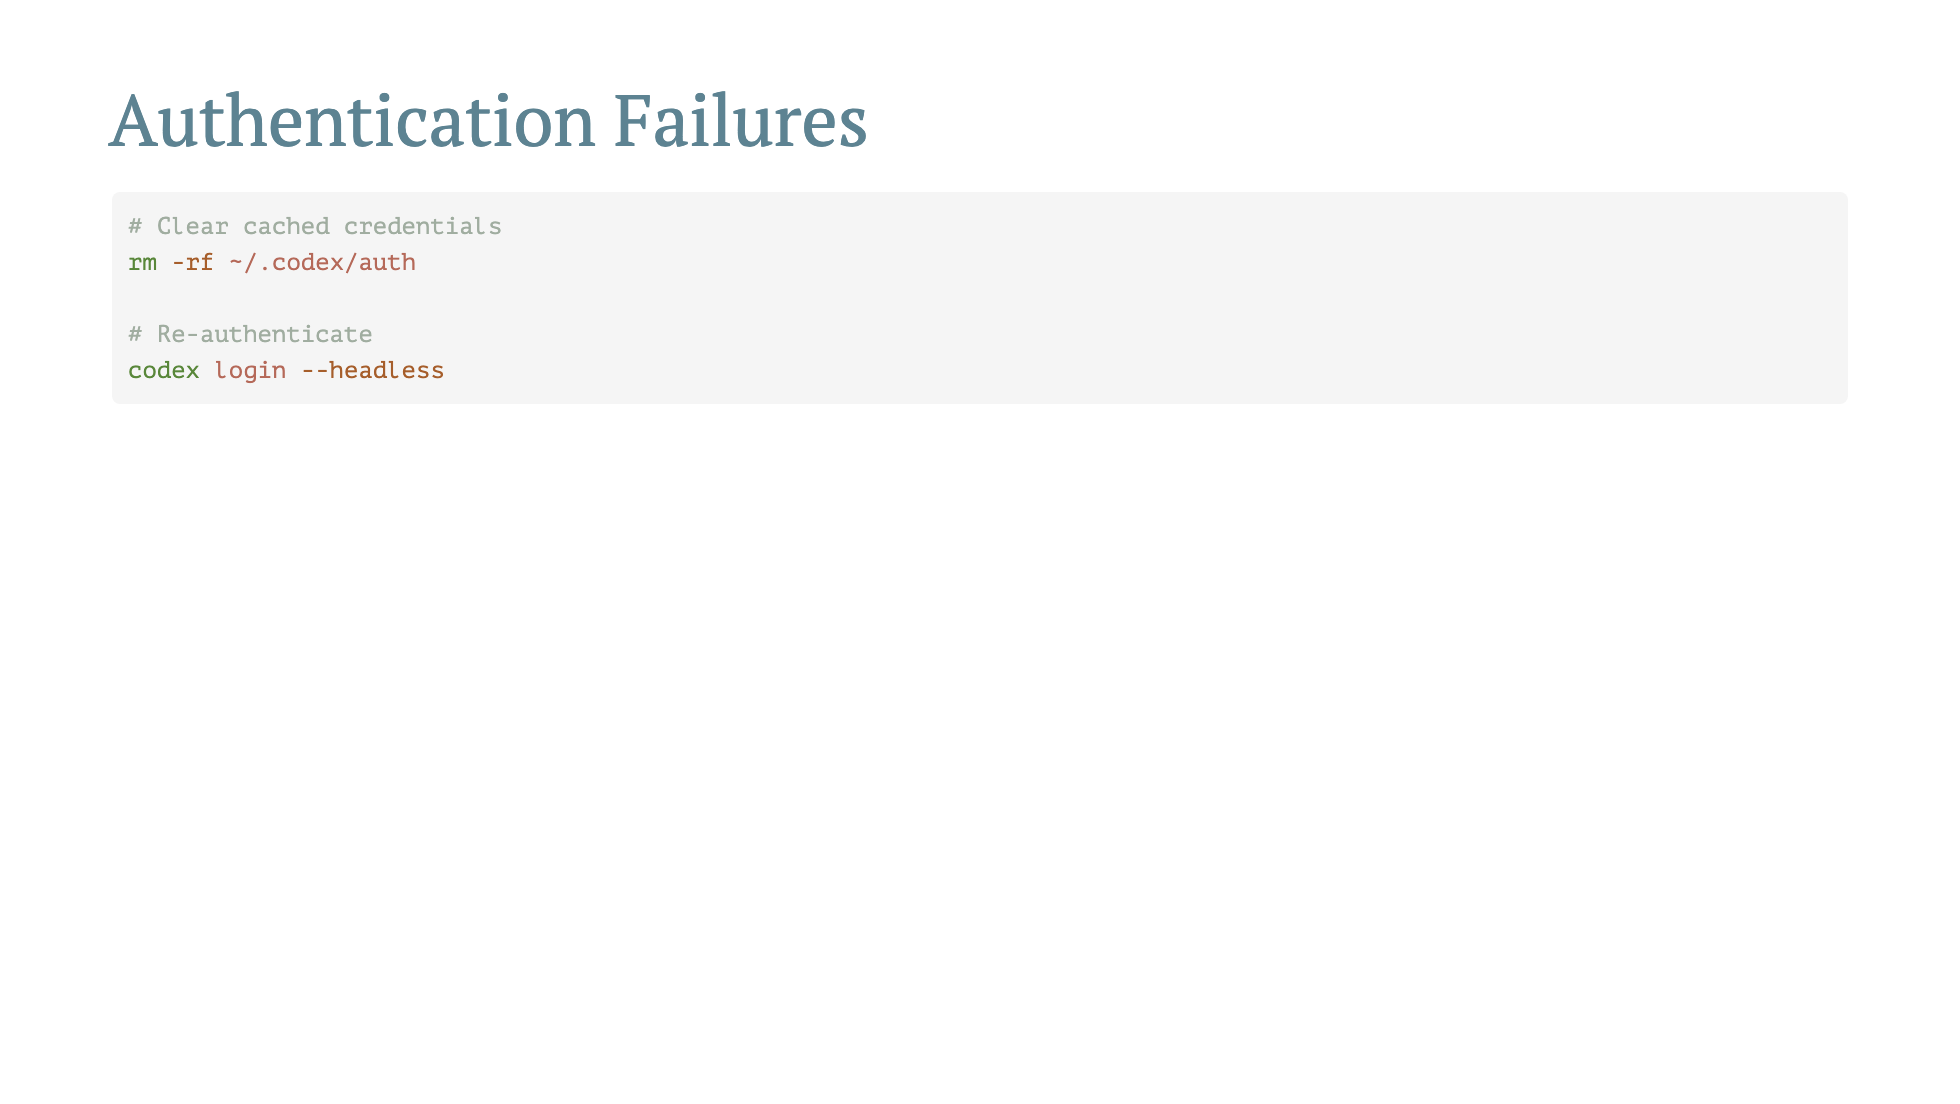 Authentication Failures
# Clear cached credentials
rm -rf ~/.codex/auth
# Re-authenticate
codex login --headless